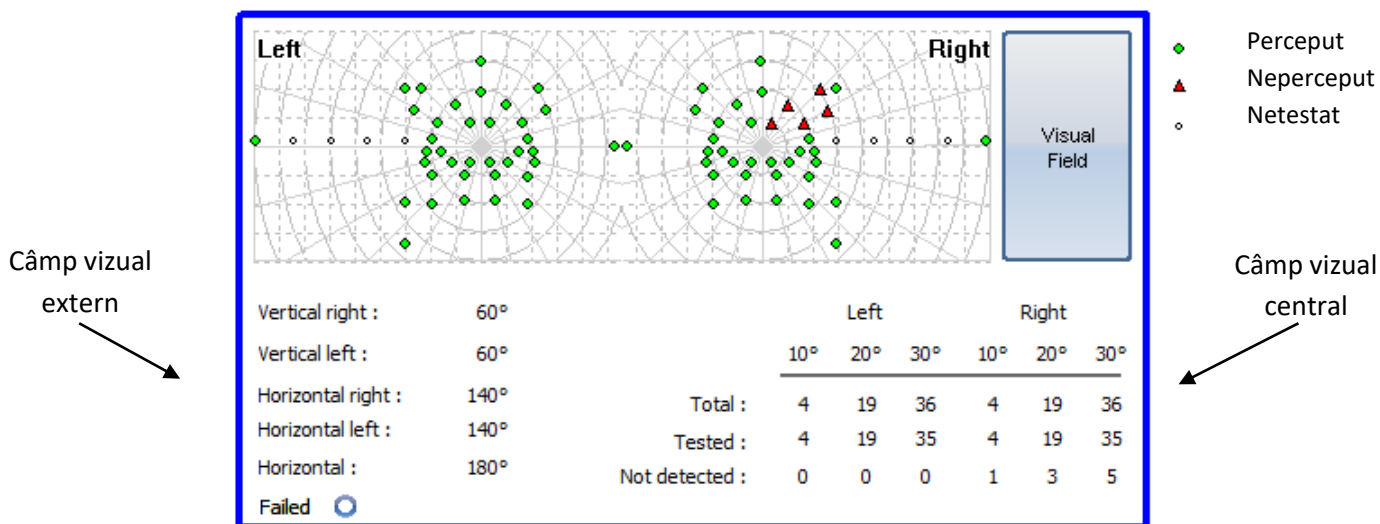 Left
Right
Visual
Field
Perceput
Neperceput
Netestat
Câmp vizual
extern
Câmp vizual
central
Vertical right : 60°
Vertical left : 60°
Horizontal right : 140°
Horizontal left : 140°
Horizontal : 180°
Failed
Left Right
10° 20° 30° 10° 20° 30°
Total : 4 19 36 4 19 36
Tested : 4 19 35 4 19 35
Not detected : 0 0 0 1 3 5